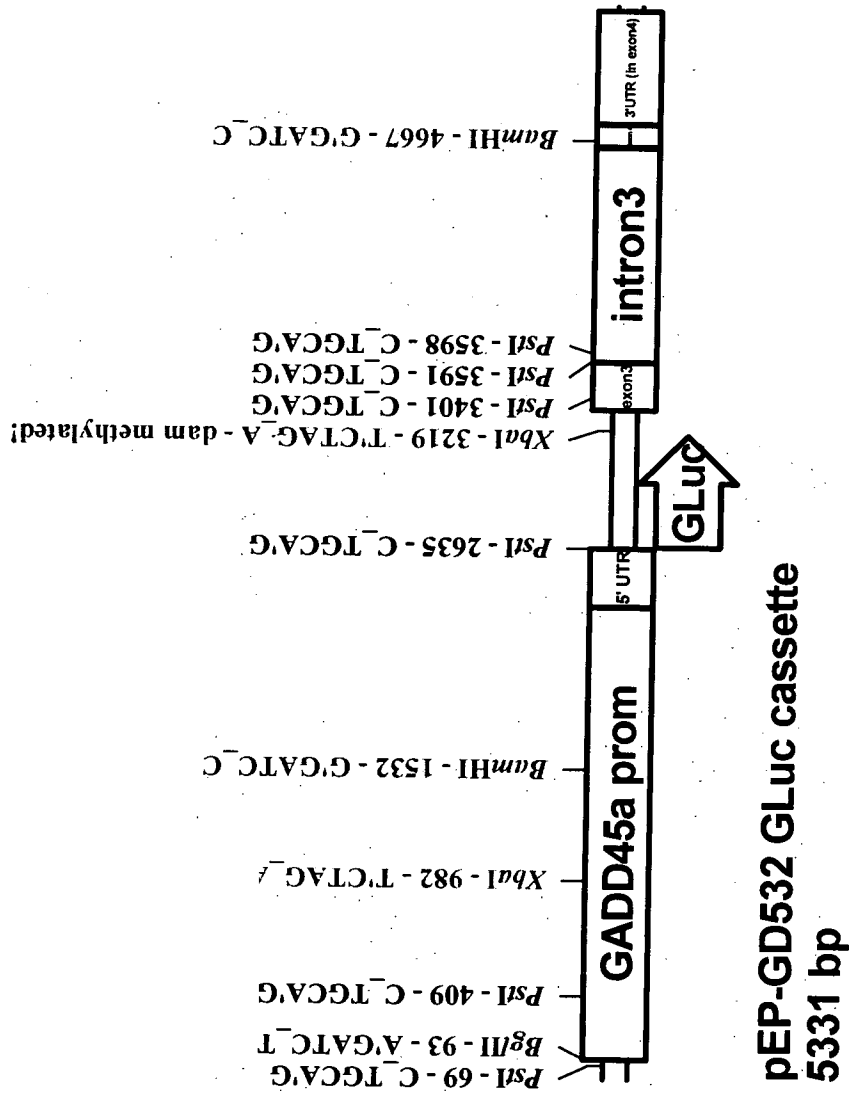 PstI - 69 - C_TGCA'G
BglII - 93 - A'GATC_T
PstI - 409 - C_TGCA'G
XbaI - 982 - T'CTAG_A
BamHI - 1532 - G'GATC_C
PstI - 2635 - C_TGCA'G
XbaI - 3219 - T'CTAG_A - dam methylated!
PstI - 3401 - C_TGCA'G
PstI - 3591 - C_TGCA'G
PstI - 3598 - C_TGCA'G
BamHI - 4667 - G'GATC_C
GADD45a prom
5' UTR
exon3
intron3
3'UTR (in exon4)
GLuc
pEP-GD532 GLuc cassette
5331 bp